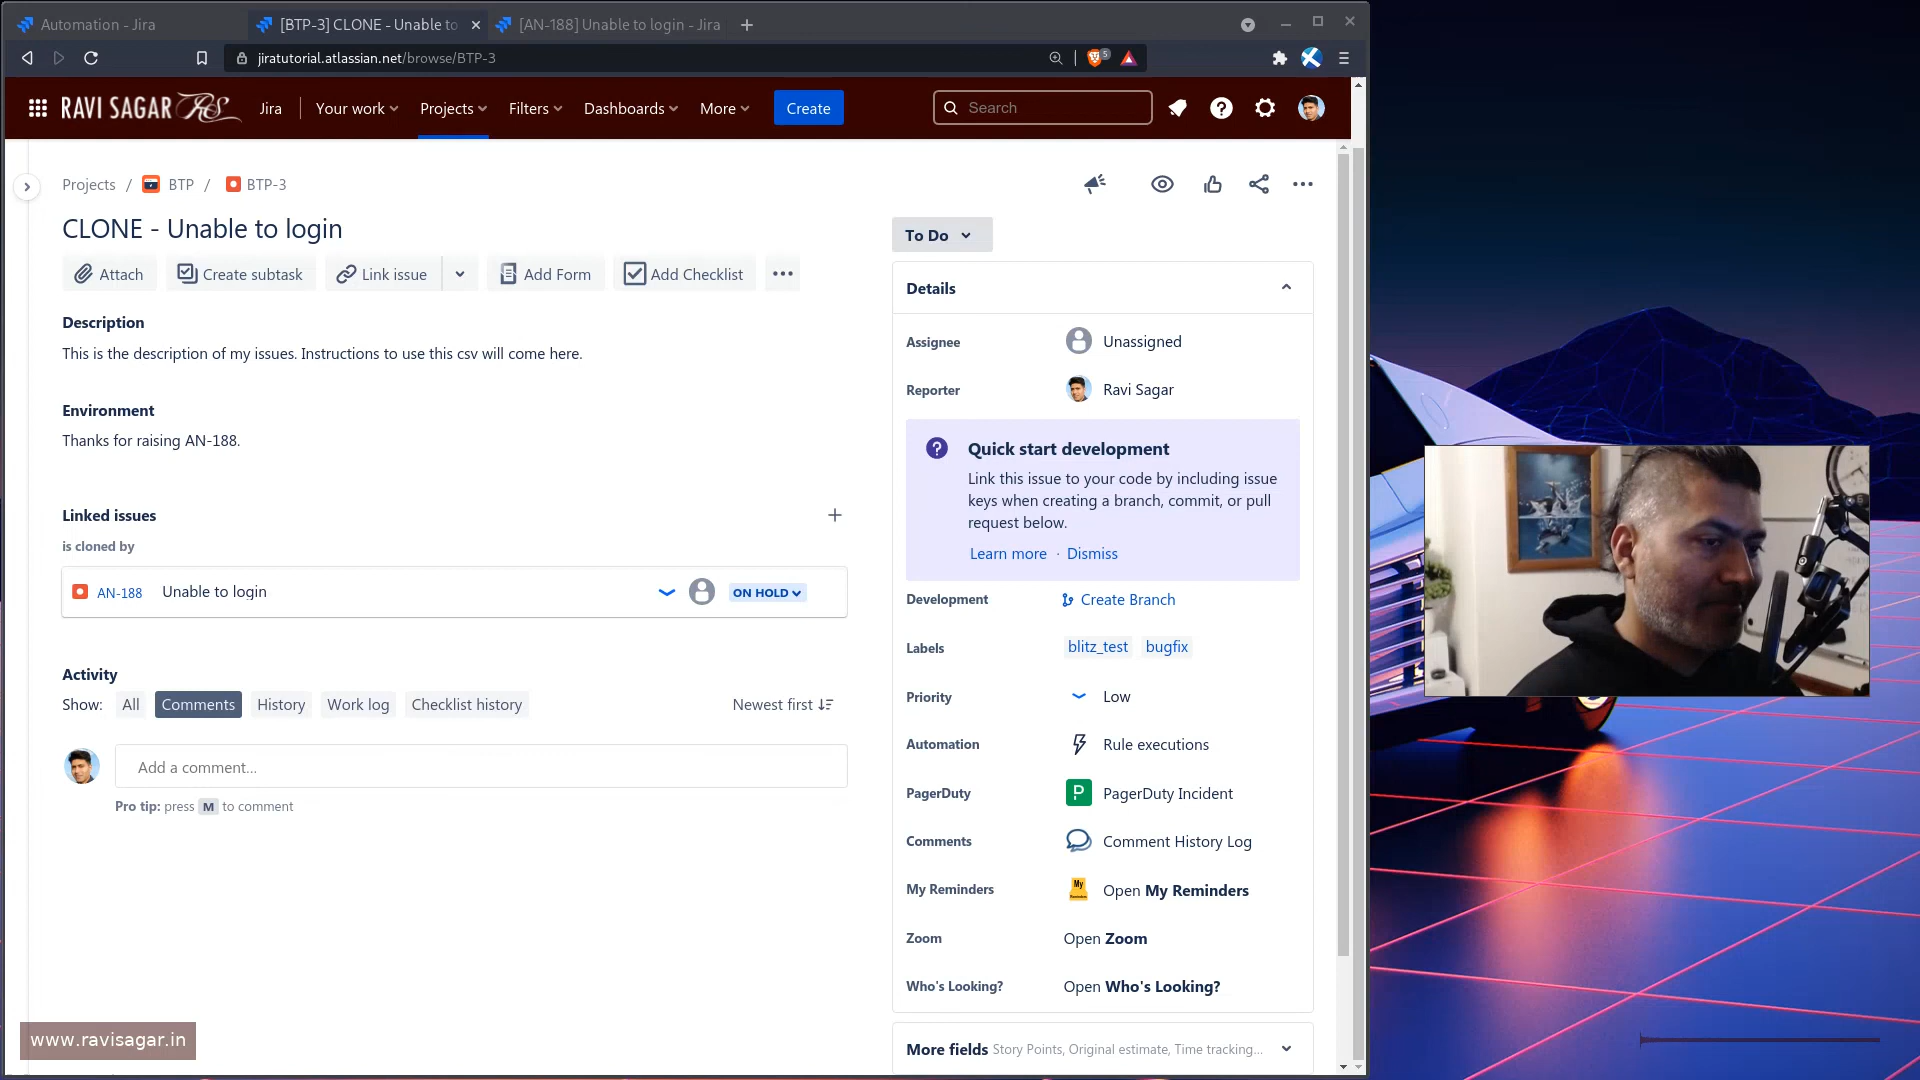 Automation - Jira
[BTP-3] CLONE - Unable to
[AN-188] Unable to login - Jira
jiratutorial.atlassian.net/browse/BTP-3
5
RAVI SAGAR RS
Jira
Your work
Projects
Filters
Dashboards
More
Create
Search
Projects / BTP / BTP-3
CLONE - Unable to login
To Do
Attach
Create subtask
Link issue
Add Form
Add Checklist
Description
This is the description of my issues. Instructions to use this csv will come here.
Environment
Thanks for raising AN-188.
Linked issues
is cloned by
AN-188 Unable to login ON HOLD
Activity
Show: All Comments History Work log Checklist history Newest first
Add a comment...
Pro tip: press M to comment
Details
Assignee Unassigned
Reporter Ravi Sagar
Quick start development
Link this issue to your code by including issue
keys when creating a branch, commit, or pull
request below.
Learn more · Dismiss
Development Create Branch
Labels blitz_test bugfix
Priority Low
Automation Rule executions
PagerDuty P PagerDuty Incident
Comments Comment History Log
My Reminders My Reminders Open My Reminders
Zoom Open Zoom
Who's Looking? Open Who's Looking?
More fields Story Points, Original estimate, Time tracking...
www.ravisagar.in